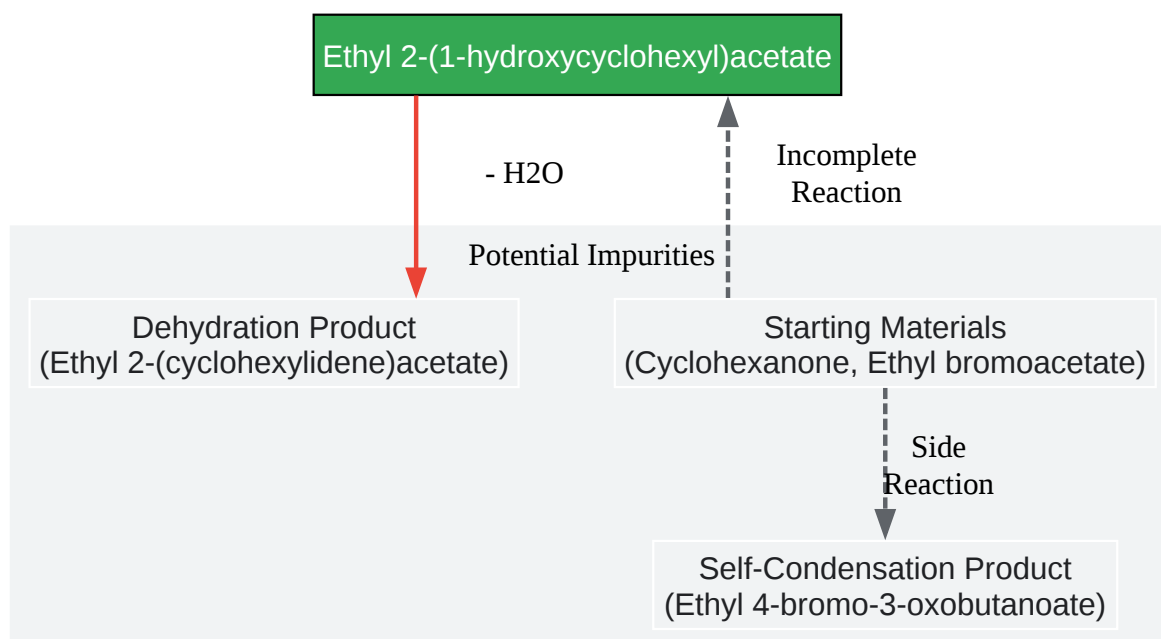 Ethyl 2-(1-hydroxycyclohexyl)acetate
- H2O
Incomplete
Reaction
Potential Impurities
Dehydration Product
(Ethyl 2-(cyclohexylidene)acetate)
Starting Materials
(Cyclohexanone, Ethyl bromoacetate)
Side
Reaction
Self-Condensation Product
(Ethyl 4-bromo-3-oxobutanoate)